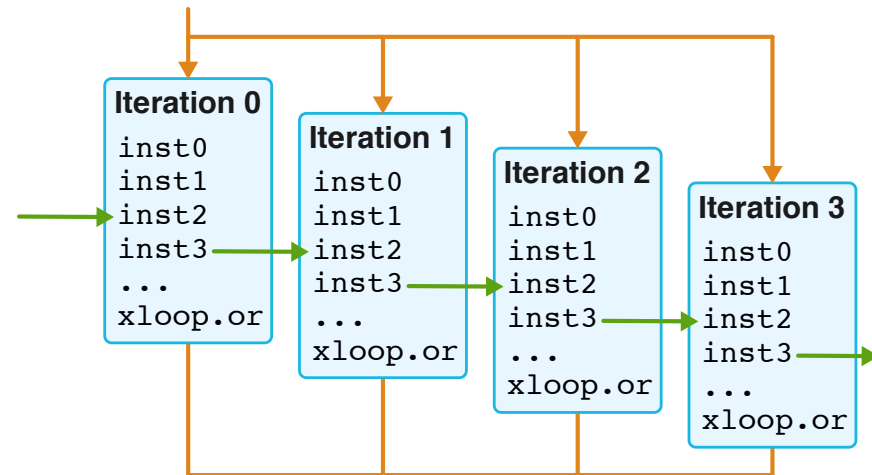 Iteration 0
inst0
inst1
inst2
inst3
...
xloop.or
Iteration 1
inst0
inst1
inst2
inst3
...
xloop.or
Iteration 2
inst0
inst1
inst2
inst3
...
xloop.or
Iteration 3
inst0
inst1
inst2
inst3
...
xloop.or